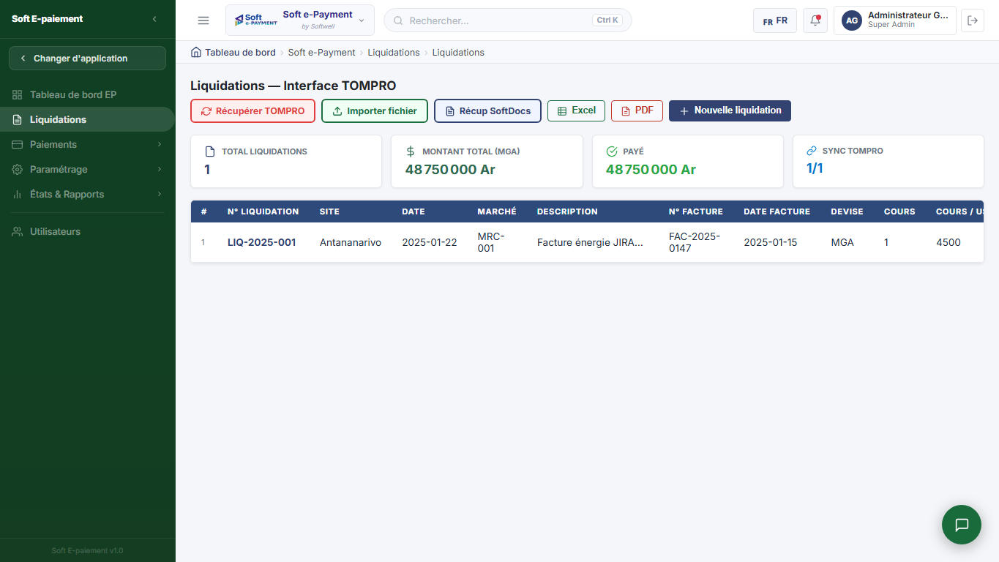 Soft E-paiement
Changer d'application
Tableau de bord EP
Liquidations
Paiements
Paramétrage
États & Rapports
Utilisateurs
Soft E-paiement v1.0
Soft e-PAYMENT
Soft e-Payment
by Softwell
Rechercher...
Ctrl K
FR FR
AG
Administrateur G...
Super Admin
Tableau de bord › Soft e-Payment › Liquidations › Liquidations
Liquidations — Interface TOMPRO
Récupérer TOMPRO
Importer fichier
Récup SoftDocs
Excel
PDF
Nouvelle liquidation
TOTAL LIQUIDATIONS
1
MONTANT TOTAL (MGA)
48 750 000 Ar
PAYÉ
48 750 000 Ar
SYNC TOMPRO
1/1
# N° LIQUIDATION SITE DATE MARCHÉ DESCRIPTION N° FACTURE DATE FACTURE DEVISE COURS COURS /
1 LIQ-2025-001 Antananarivo 2025-01-22 MRC-001 Facture énergie JIRA... FAC-2025-0147 2025-01-15 MGA 1 4500